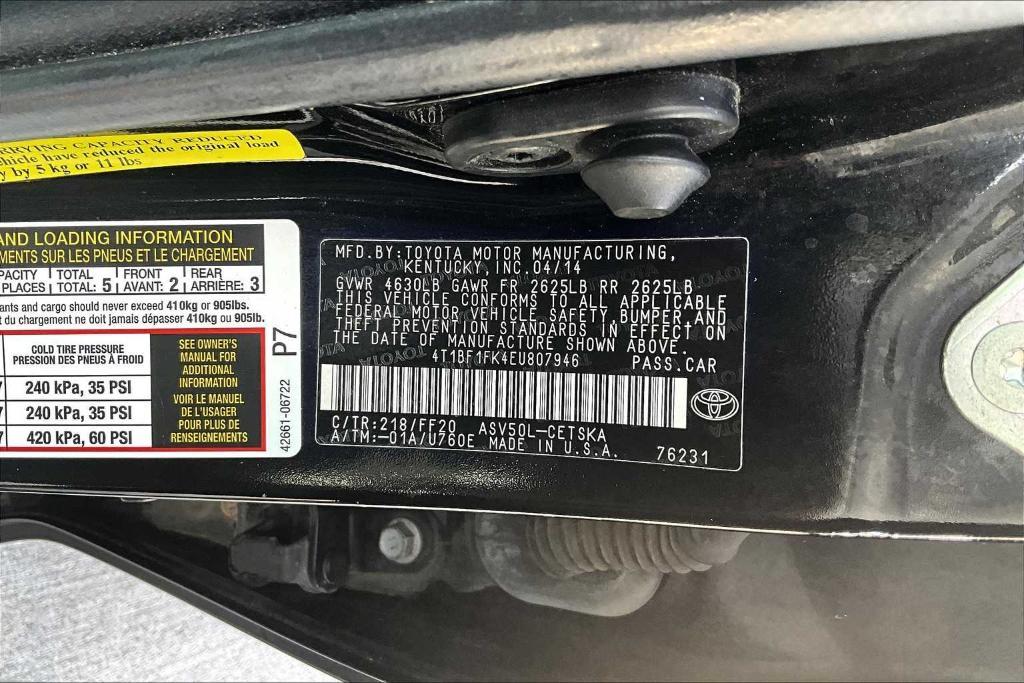 RRYING CAPACITY REDUCED
ehicle have reduced the original load
y by 5 kg or 11 lbs
AND LOADING INFORMATION
EMENTS SUR LES PNEUS ET LE CHARGEMENT
PACITY TOTAL FRONT REAR
PLACES TOTAL: 5 AVANT: 2 ARRIÈRE: 3
ants and cargo should never exceed 410kg or 905lbs.
t du chargement ne doit jamais dépasser 410kg ou 905lb.
COLD TIRE PRESSURE
PRESSION DES PNEUS À FROID
240 kPa, 35 PSI
240 kPa, 35 PSI
420 kPa, 60 PSI
SEE OWNER'S
MANUAL FOR
ADDITIONAL
INFORMATION
VOIR LE MANUEL
DE L'USAGER
POUR PLUS DE
RENSEIGNEMENTS
P7
42661-06722
MFD.BY:TOYOTA MOTOR MANUFACTURING,
KENTUCKY, INC. 04/14
GVWR 4630LB GAWR FR 2625LB RR 2625LB
THIS VEHICLE CONFORMS TO ALL APPLICABLE
FEDERAL MOTOR VEHICLE SAFETY, BUMPER, AND
THEFT PREVENTION STANDARDS IN EFFECT ON
THE DATE OF MANUFACTURE SHOWN ABOVE.
4T1BF1FK4EU807946 PASS.CAR
C/TR:218/FF20 ASV50L-CETSKA
A/TM:-01A/U760E MADE IN U.S.A. 76231